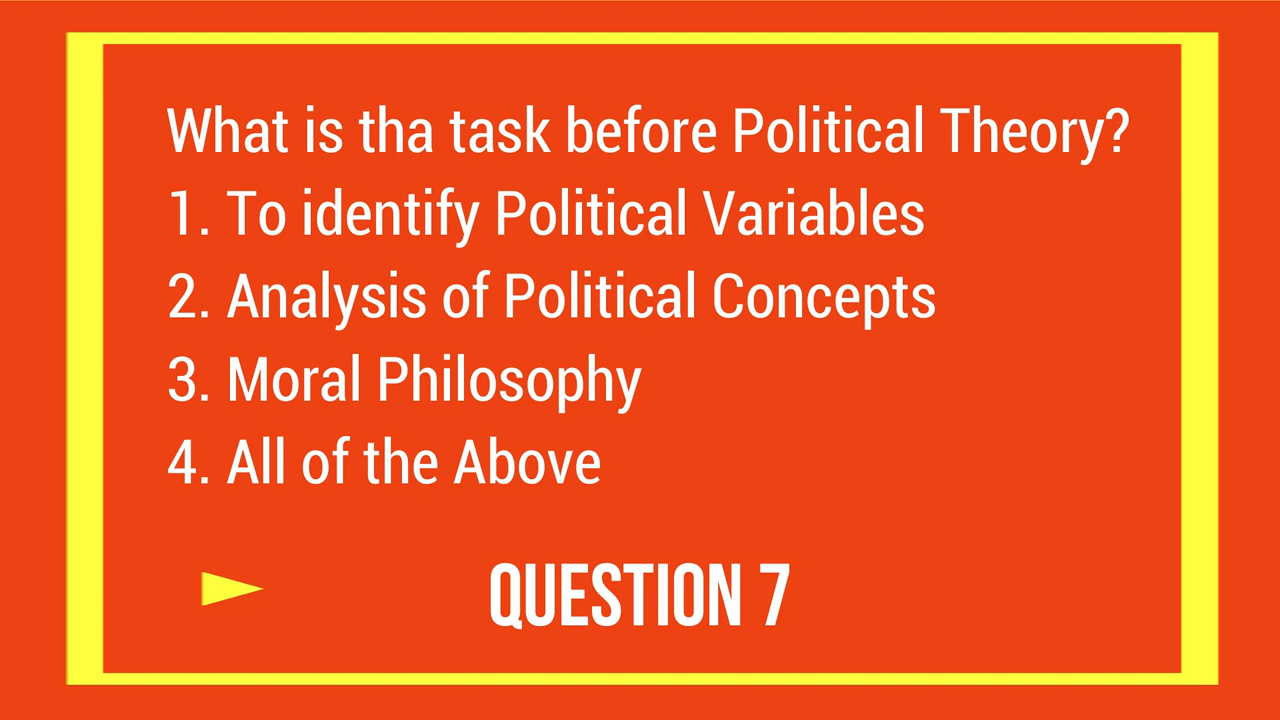 What is tha task before Political Theory?
1. To identify Political Variables
2. Analysis of Political Concepts
3. Moral Philosophy
4. All of the Above
QUESTION 7